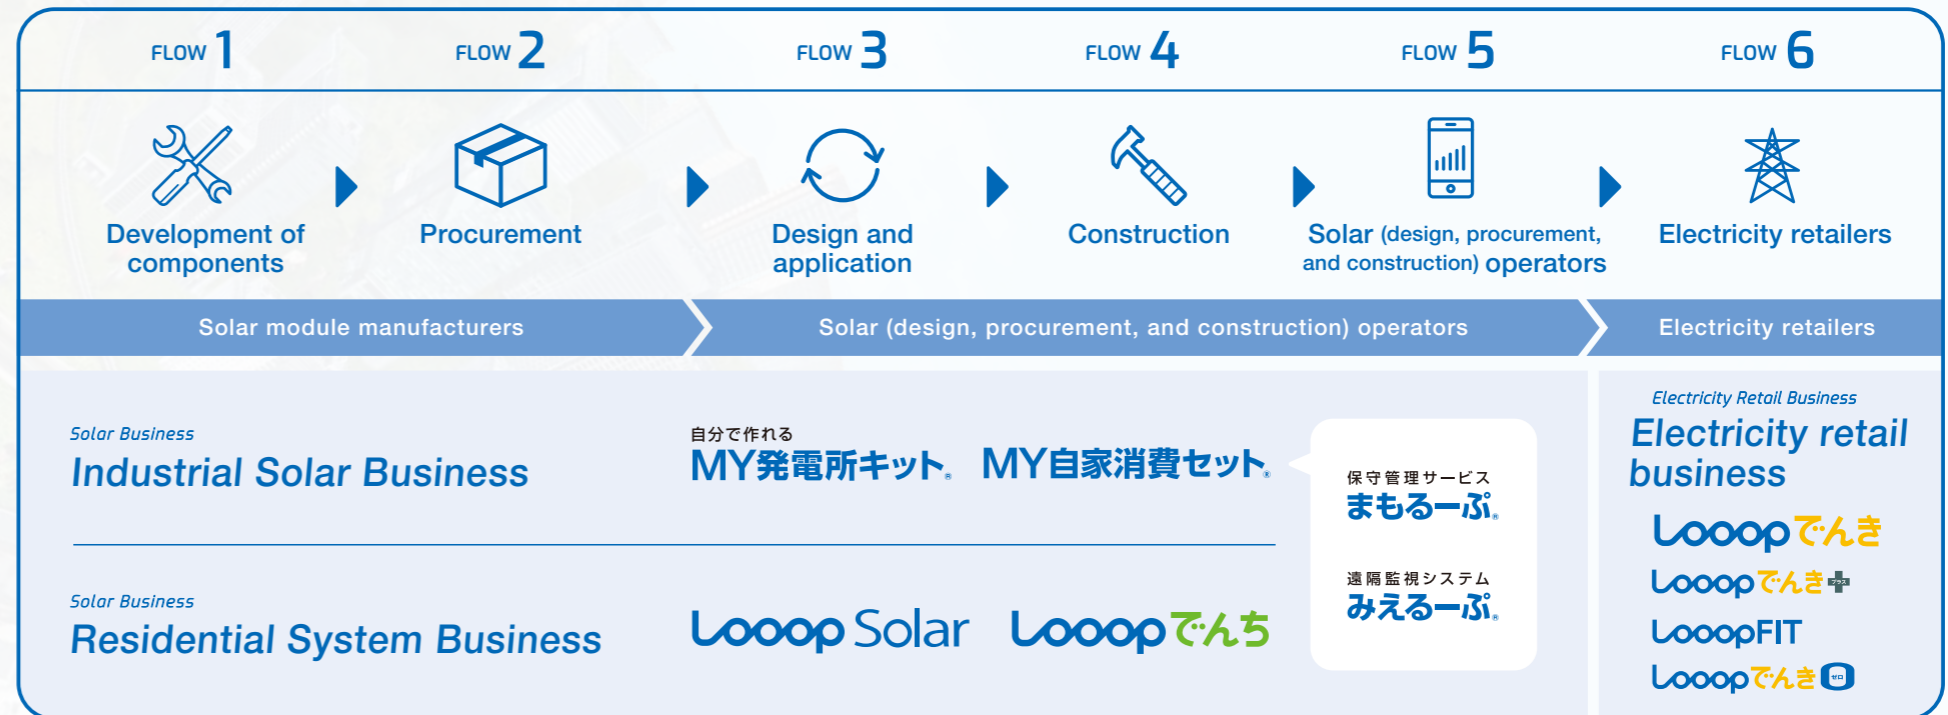 FLOW 1
FLOW 2
FLOW 3
FLOW 4
FLOW 5
FLOW 6
Development of
components
Procurement
Design and
application
Construction
Solar (design, procurement,
and construction) operators
Electricity retailers
Solar module manufacturers
Solar (design, procurement, and construction) operators
Electricity retailers
Solar Business
Industrial Solar Business
自分で作れる
MY発電所キット®
MY自家消費セット®
保守管理サービス
まもるーぷ®
遠隔監視システム
みえるーぷ®
Solar Business
Residential System Business
Looop Solar
Looopでんち
Electricity Retail Business
Electricity retail
business
Looopでんき
Looopでんき プラス
LooopFIT
Looopでんき ゼロ